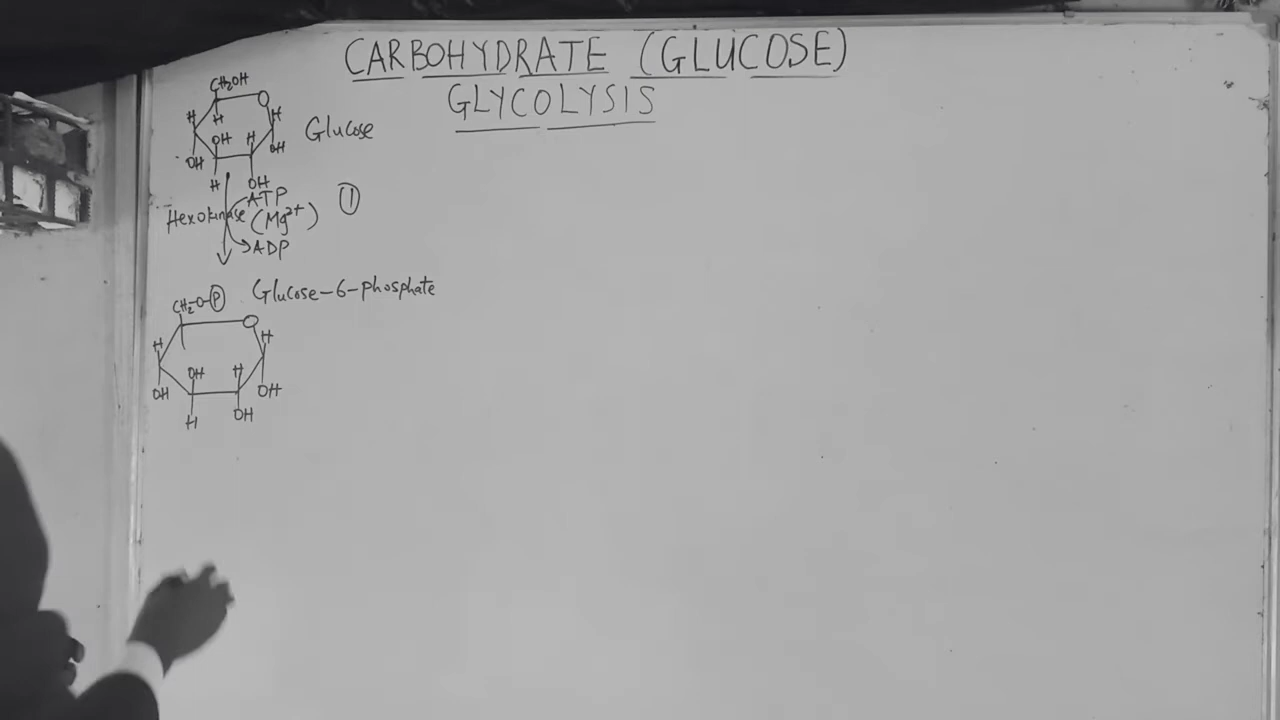 CARBOHYDRATE (GLUCOSE)
GLYCOLYSIS
CH₂OH
O
H
H
H
OH
H
OH
OH
H
OH
Glucose
ATP
Hexokinase
(Mg²⁺)
①
ADP
Glucose-6-phosphate
CH₂-O-Ⓟ
O
H
H
OH
H
OH
OH
H
OH